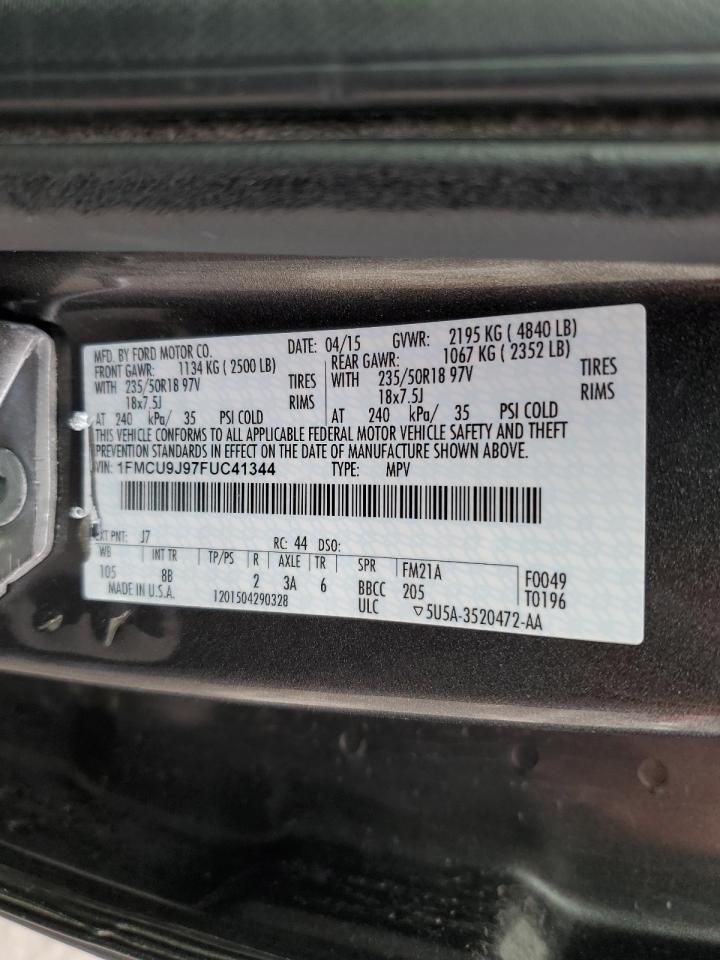 MFD. BY FORD MOTOR CO. DATE: 04/15 GVWR: 2195 KG ( 4840 LB)
FRONT GAWR: 1134 KG ( 2500 LB) REAR GAWR: 1067 KG ( 2352 LB)
WITH 235/50R18 97V TIRES WITH 235/50R18 97V TIRES
18x7.5J RIMS 18x7.5J RIMS
AT 240 kPa/ 35 PSI COLD AT 240 kPa/ 35 PSI COLD
THIS VEHICLE CONFORMS TO ALL APPLICABLE FEDERAL MOTOR VEHICLE SAFETY AND THEFT
PREVENTION STANDARDS IN EFFECT ON THE DATE OF MANUFACTURE SHOWN ABOVE.
VIN: 1FMCU9J97FUC41344 TYPE: MPV
EXT PNT: J7 RC: 44 DSO:
WB INT TR TP/PS R AXLE TR SPR FM21A F0049
105 8B 2 3A 6 BBCC 205 T0196
MADE IN U.S.A. 1201504290328 ULC ▽5U5A-3520472-AA